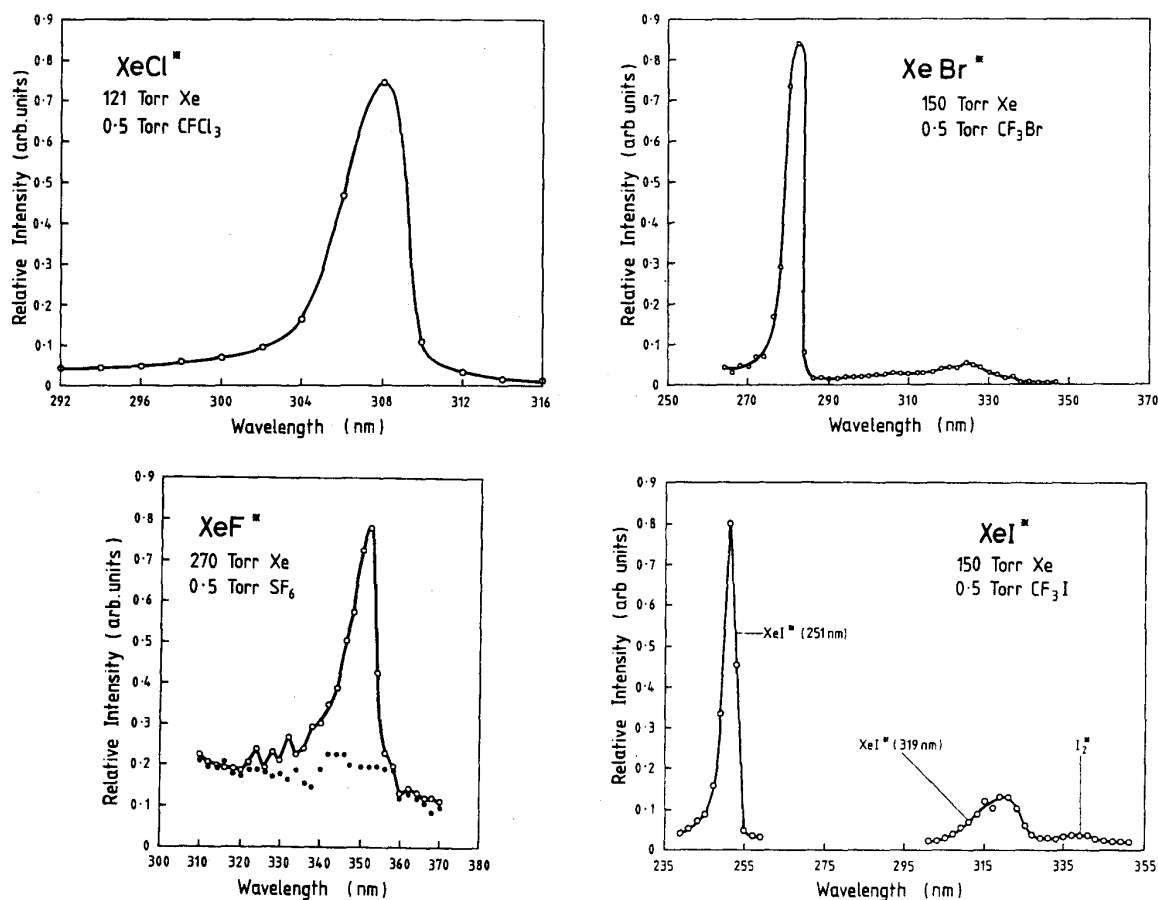 XeCl*
121 Torr Xe
0·5 Torr CFCl₃
Relative Intensity (arb.units)
0·9
0·8
0·7
0·6
0·5
0·4
0·3
0·2
0·1
0
292 296 300 304 308 312 316
Wavelength (nm)
XeBr*
150 Torr Xe
0·5 Torr CF₃Br
Relative Intensity (arb units)
0·9
0·8
0·7
0·6
0·5
0·4
0·3
0·2
0·1
0
250 270 290 310 330 350 370
Wavelength (nm)
XeF*
270 Torr Xe
0·5 Torr SF₆
Relative Intensity (arb.units)
0·9
0·8
0·7
0·6
0·5
0·4
0·3
0·2
0·1
0
300 310 320 330 340 350 360 370 380
Wavelength (nm)
XeI*
150 Torr Xe
0·5 Torr CF₃I
XeI* (251nm)
XeI* (319nm)
I₂*
Relative Intensity (arb units)
0·9
0·8
0·7
0·6
0·5
0·4
0·3
0·2
0·1
0
235 255 275 295 315 335 355
Wavelength (nm)